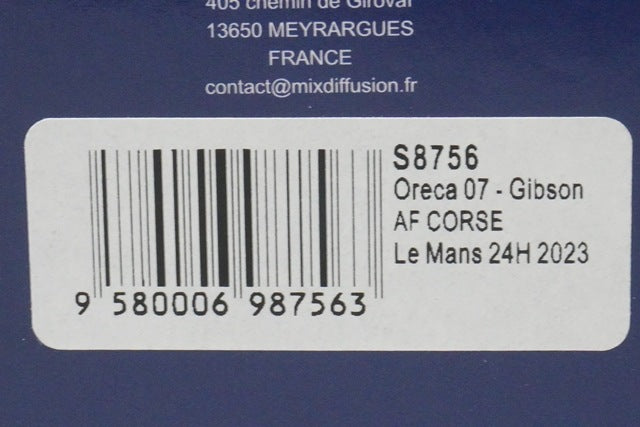 405 chemin de Giroval
13650 MEYRARGUES
FRANCE
contact@mixdiffusion.fr
S8756
Oreca 07 - Gibson
AF CORSE
Le Mans 24H 2023
9 580006 987563